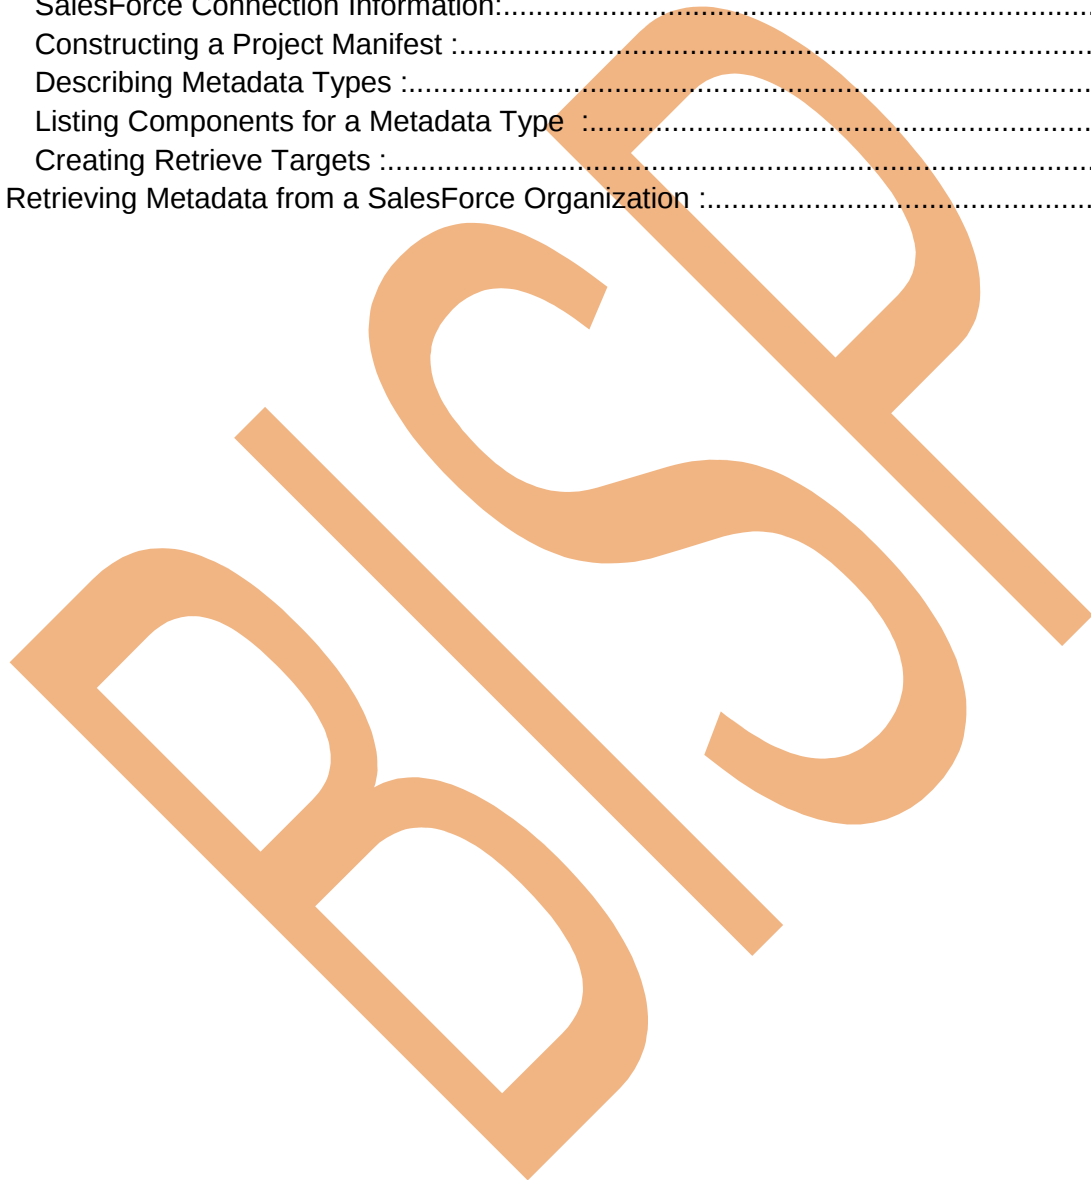 SalesForce Connection Information:.......................................................................
Constructing a Project Manifest :............................................................................
Describing Metadata Types :..................................................................................
Listing Components for a Metadata Type  :.............................................................
Creating Retrieve Targets :.....................................................................................
Retrieving Metadata from a SalesForce Organization :...............................................
BISP